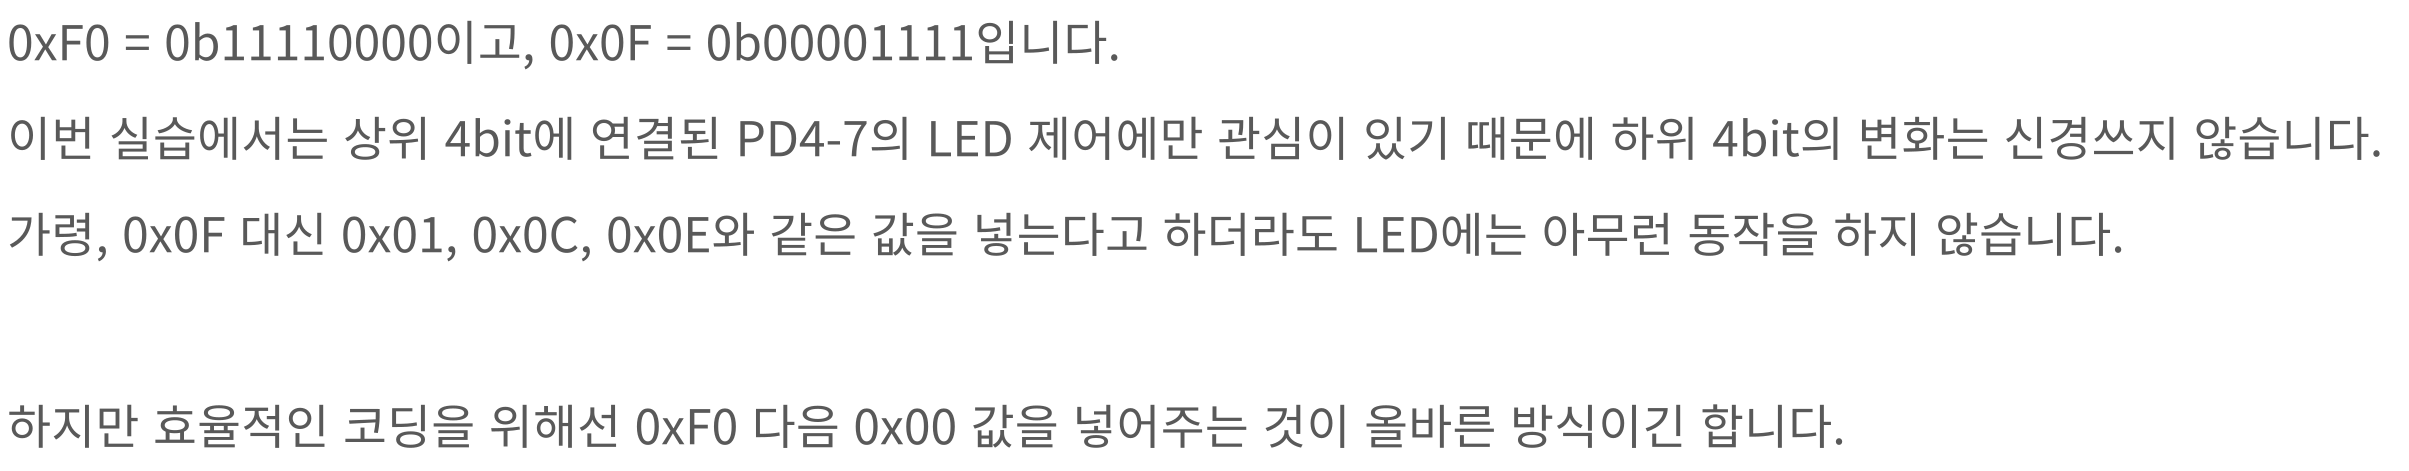 0xF0 = 0b11110000이고, 0x0F = 0b00001111입니다.
이번 실습에서는 상위 4bit에 연결된 PD4-7의 LED 제어에만 관심이 있기 때문에 하위 4bit의 변화는 신경쓰지 않습니다.
가령, 0x0F 대신 0x01, 0x0C, 0x0E와 같은 값을 넣는다고 하더라도 LED에는 아무런 동작을 하지 않습니다.
하지만 효율적인 코딩을 위해선 0xF0 다음 0x00 값을 넣어주는 것이 올바른 방식이긴 합니다.